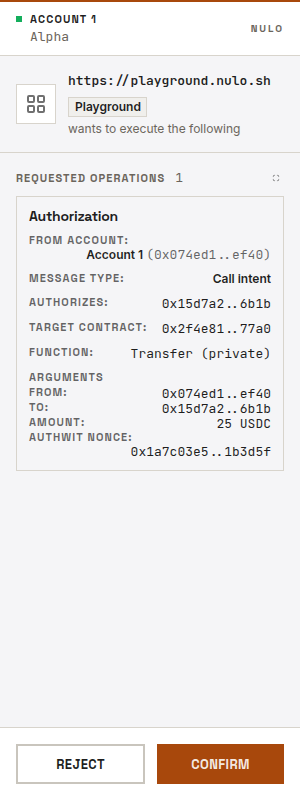 ACCOUNT 1
Alpha
NULO
https://playground.nulo.sh
Playground
wants to execute the following
REQUESTED OPERATIONS 1
Authorization
FROM ACCOUNT:
Account 1 (0x074ed1..ef40)
MESSAGE TYPE: Call intent
AUTHORIZES: 0x15d7a2..6b1b
TARGET CONTRACT: 0x2f4e81..77a0
FUNCTION: Transfer (private)
ARGUMENTS
FROM: 0x074ed1..ef40
TO: 0x15d7a2..6b1b
AMOUNT: 25 USDC
AUTHWIT NONCE:
0x1a7c03e5..1b3d5f
REJECT CONFIRM